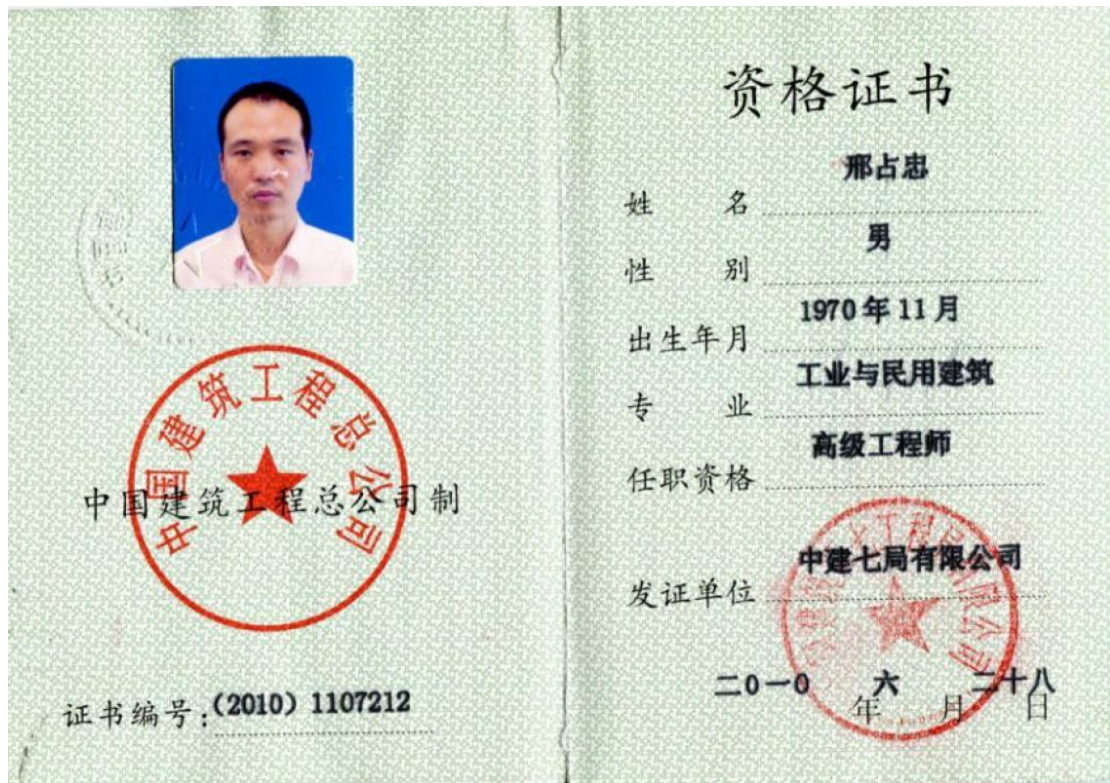 中国建筑工程总公司
中国建筑工程总公司制
证书编号:(2010) 1107212
资格证书
姓 名 邢占忠
性 别 男
出生年月 1970年11月
专 业 工业与民用建筑
任职资格 高级工程师
发证单位 中建七局有限公司
二0一0年 六月 二十八日